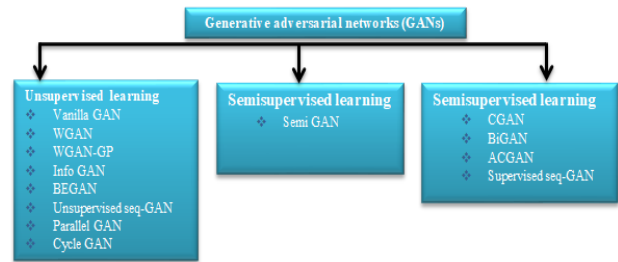 Generative adversarial networks (GANs)
Unsupervised learning
Vanilla GAN
WGAN
WGAN-GP
Info GAN
BEGAN
Unsupervised seq-GAN
Parallel GAN
Cycle GAN
Semisupervised learning
Semi GAN
Semisupervised learning
CGAN
BiGAN
ACGAN
Supervised seq-GAN